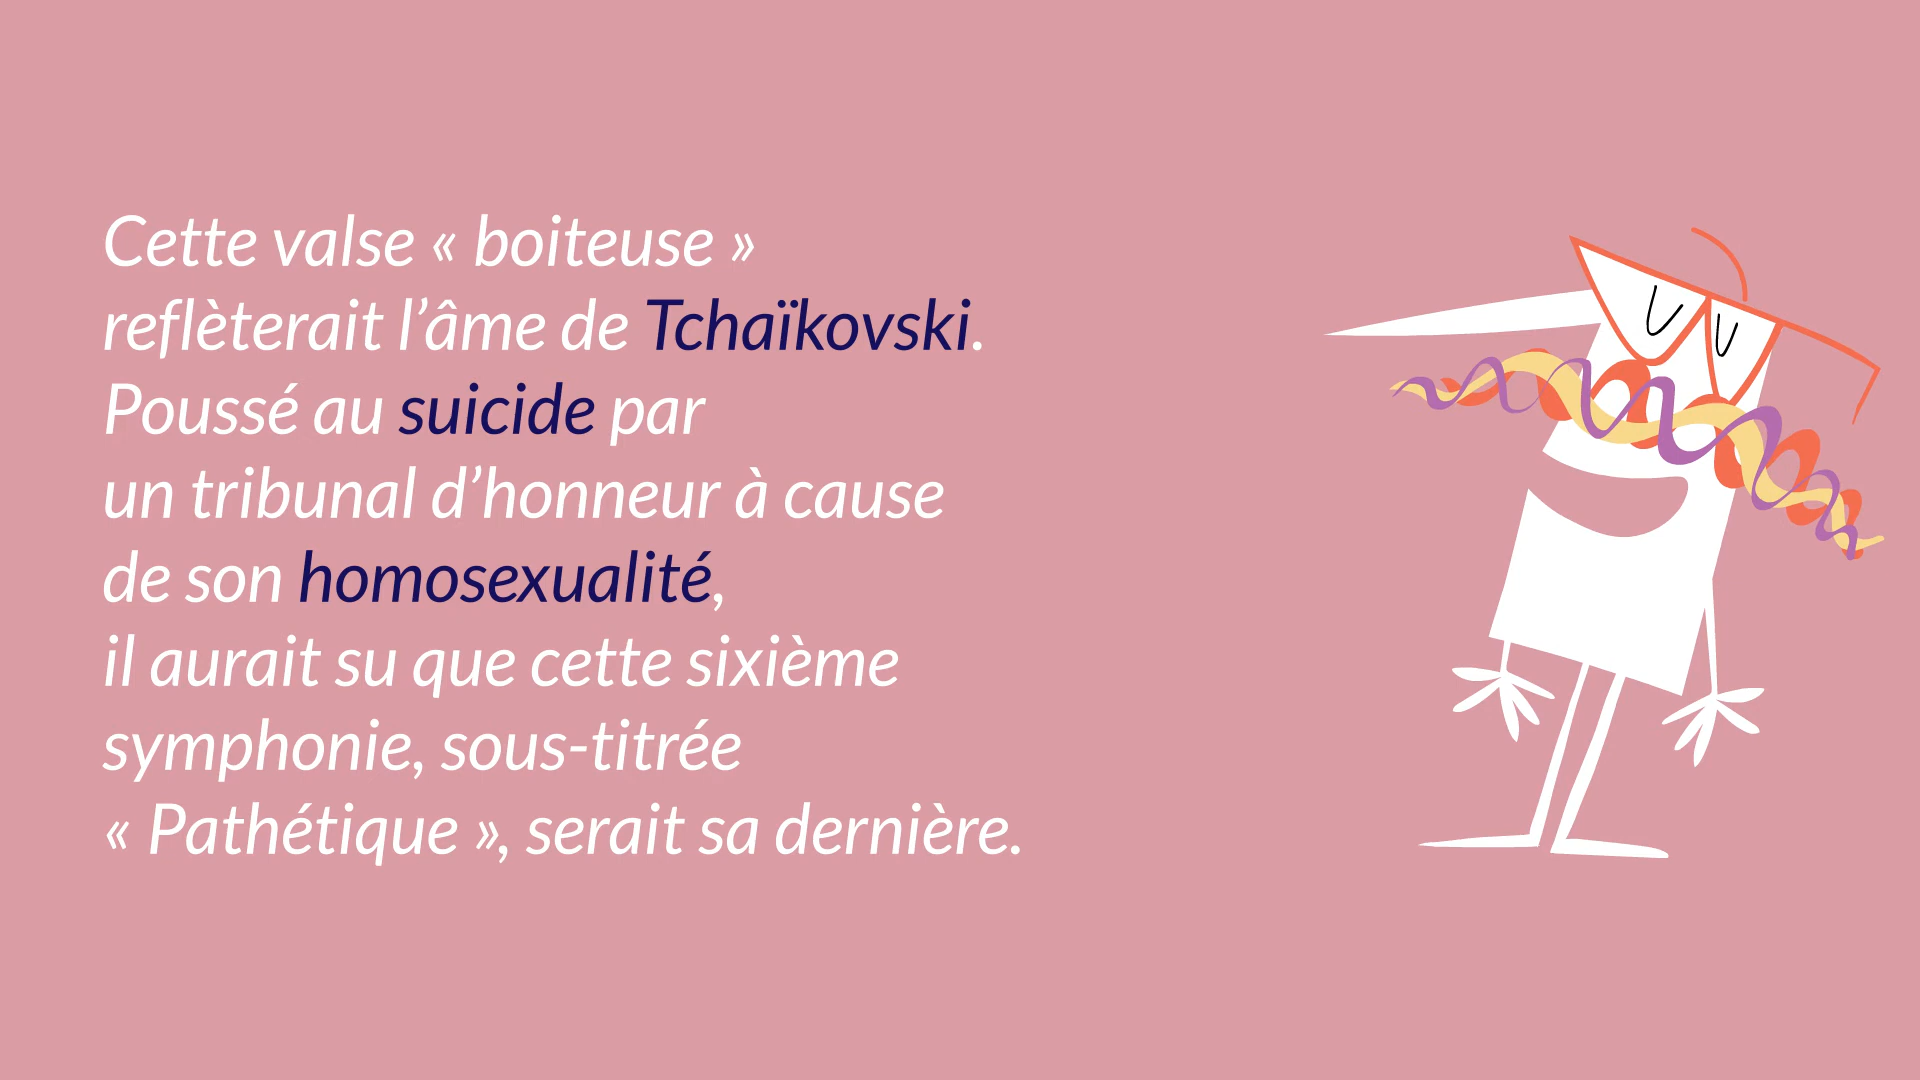 Cette valse « boiteuse »
reflèterait l’âme de Tchaïkovski.
Poussé au suicide par
un tribunal d’honneur à cause
de son homosexualité,
il aurait su que cette sixième
symphonie, sous-titrée
« Pathétique », serait sa dernière.